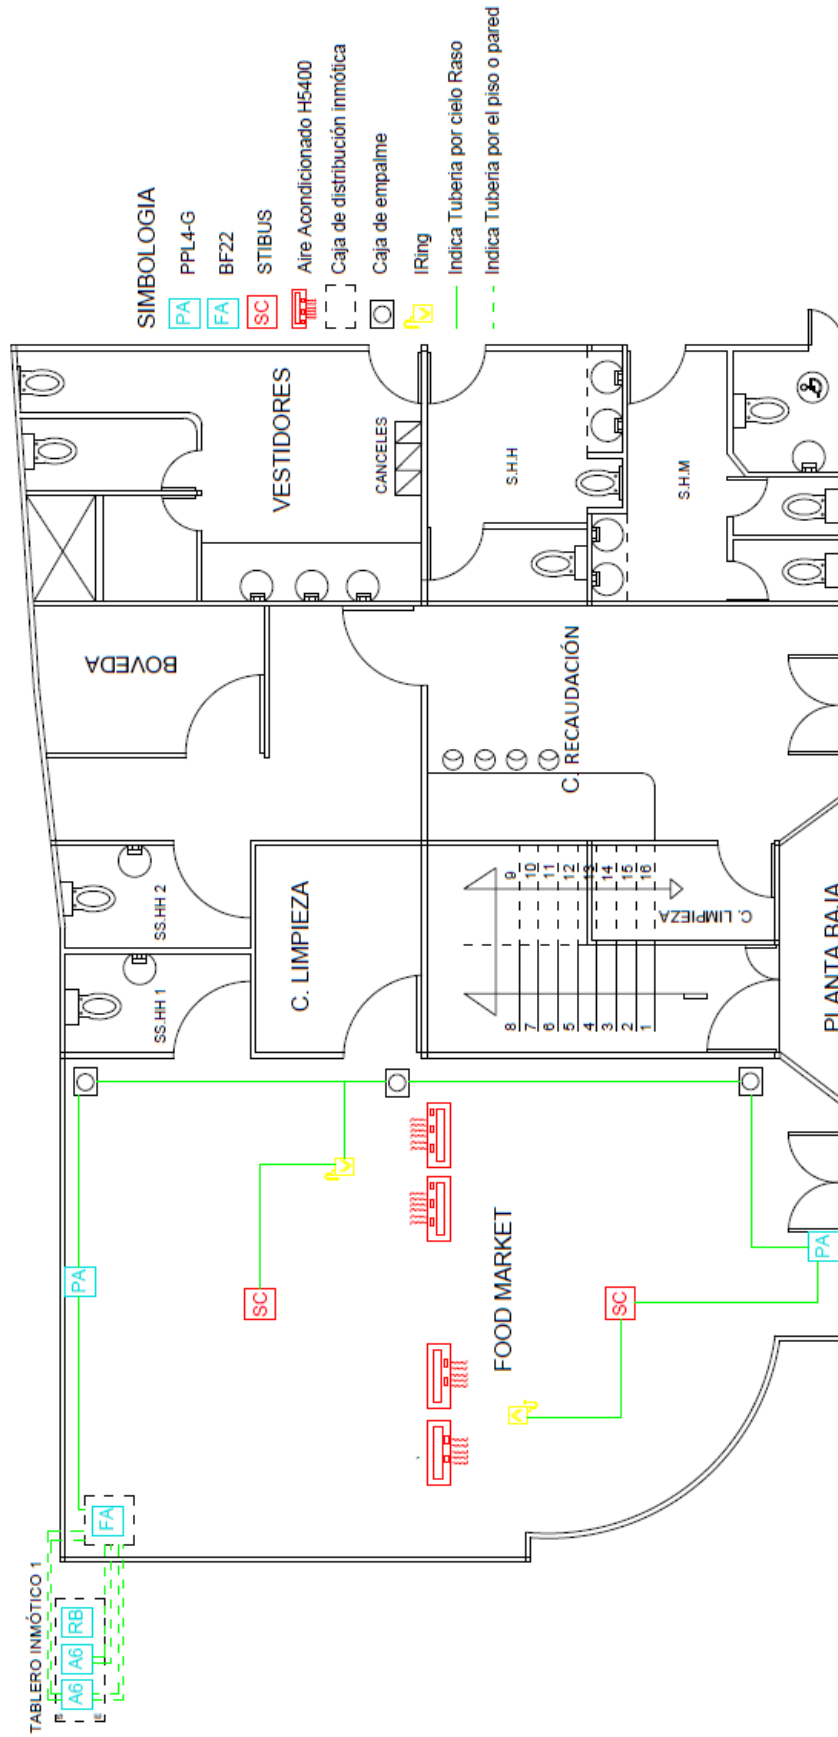 SIMBOLOGIA
PA PPL4-G
FA BF22
SC STIBUS
Aire Acondicionado H5400
Caja de distribución inmótica
Caja de empalme
IRing
Indica Tuberia por cielo Raso
Indica Tuberia por el piso o pared
TABLERO INMÓTICO 1
A6
A6
RB
FA
PA
SC
SC
PA
FOOD MARKET
SS.HH 1
SS.HH 2
C. LIMPIEZA
BOVEDA
VESTIDORES
CANCELES
S.H.H
S.H.M
C. RECAUDACIÓN
C. LIMPIEZA
8
7
6
5
4
3
2
1
9
10
11
12
13
14
15
16
PLANTA BAJA